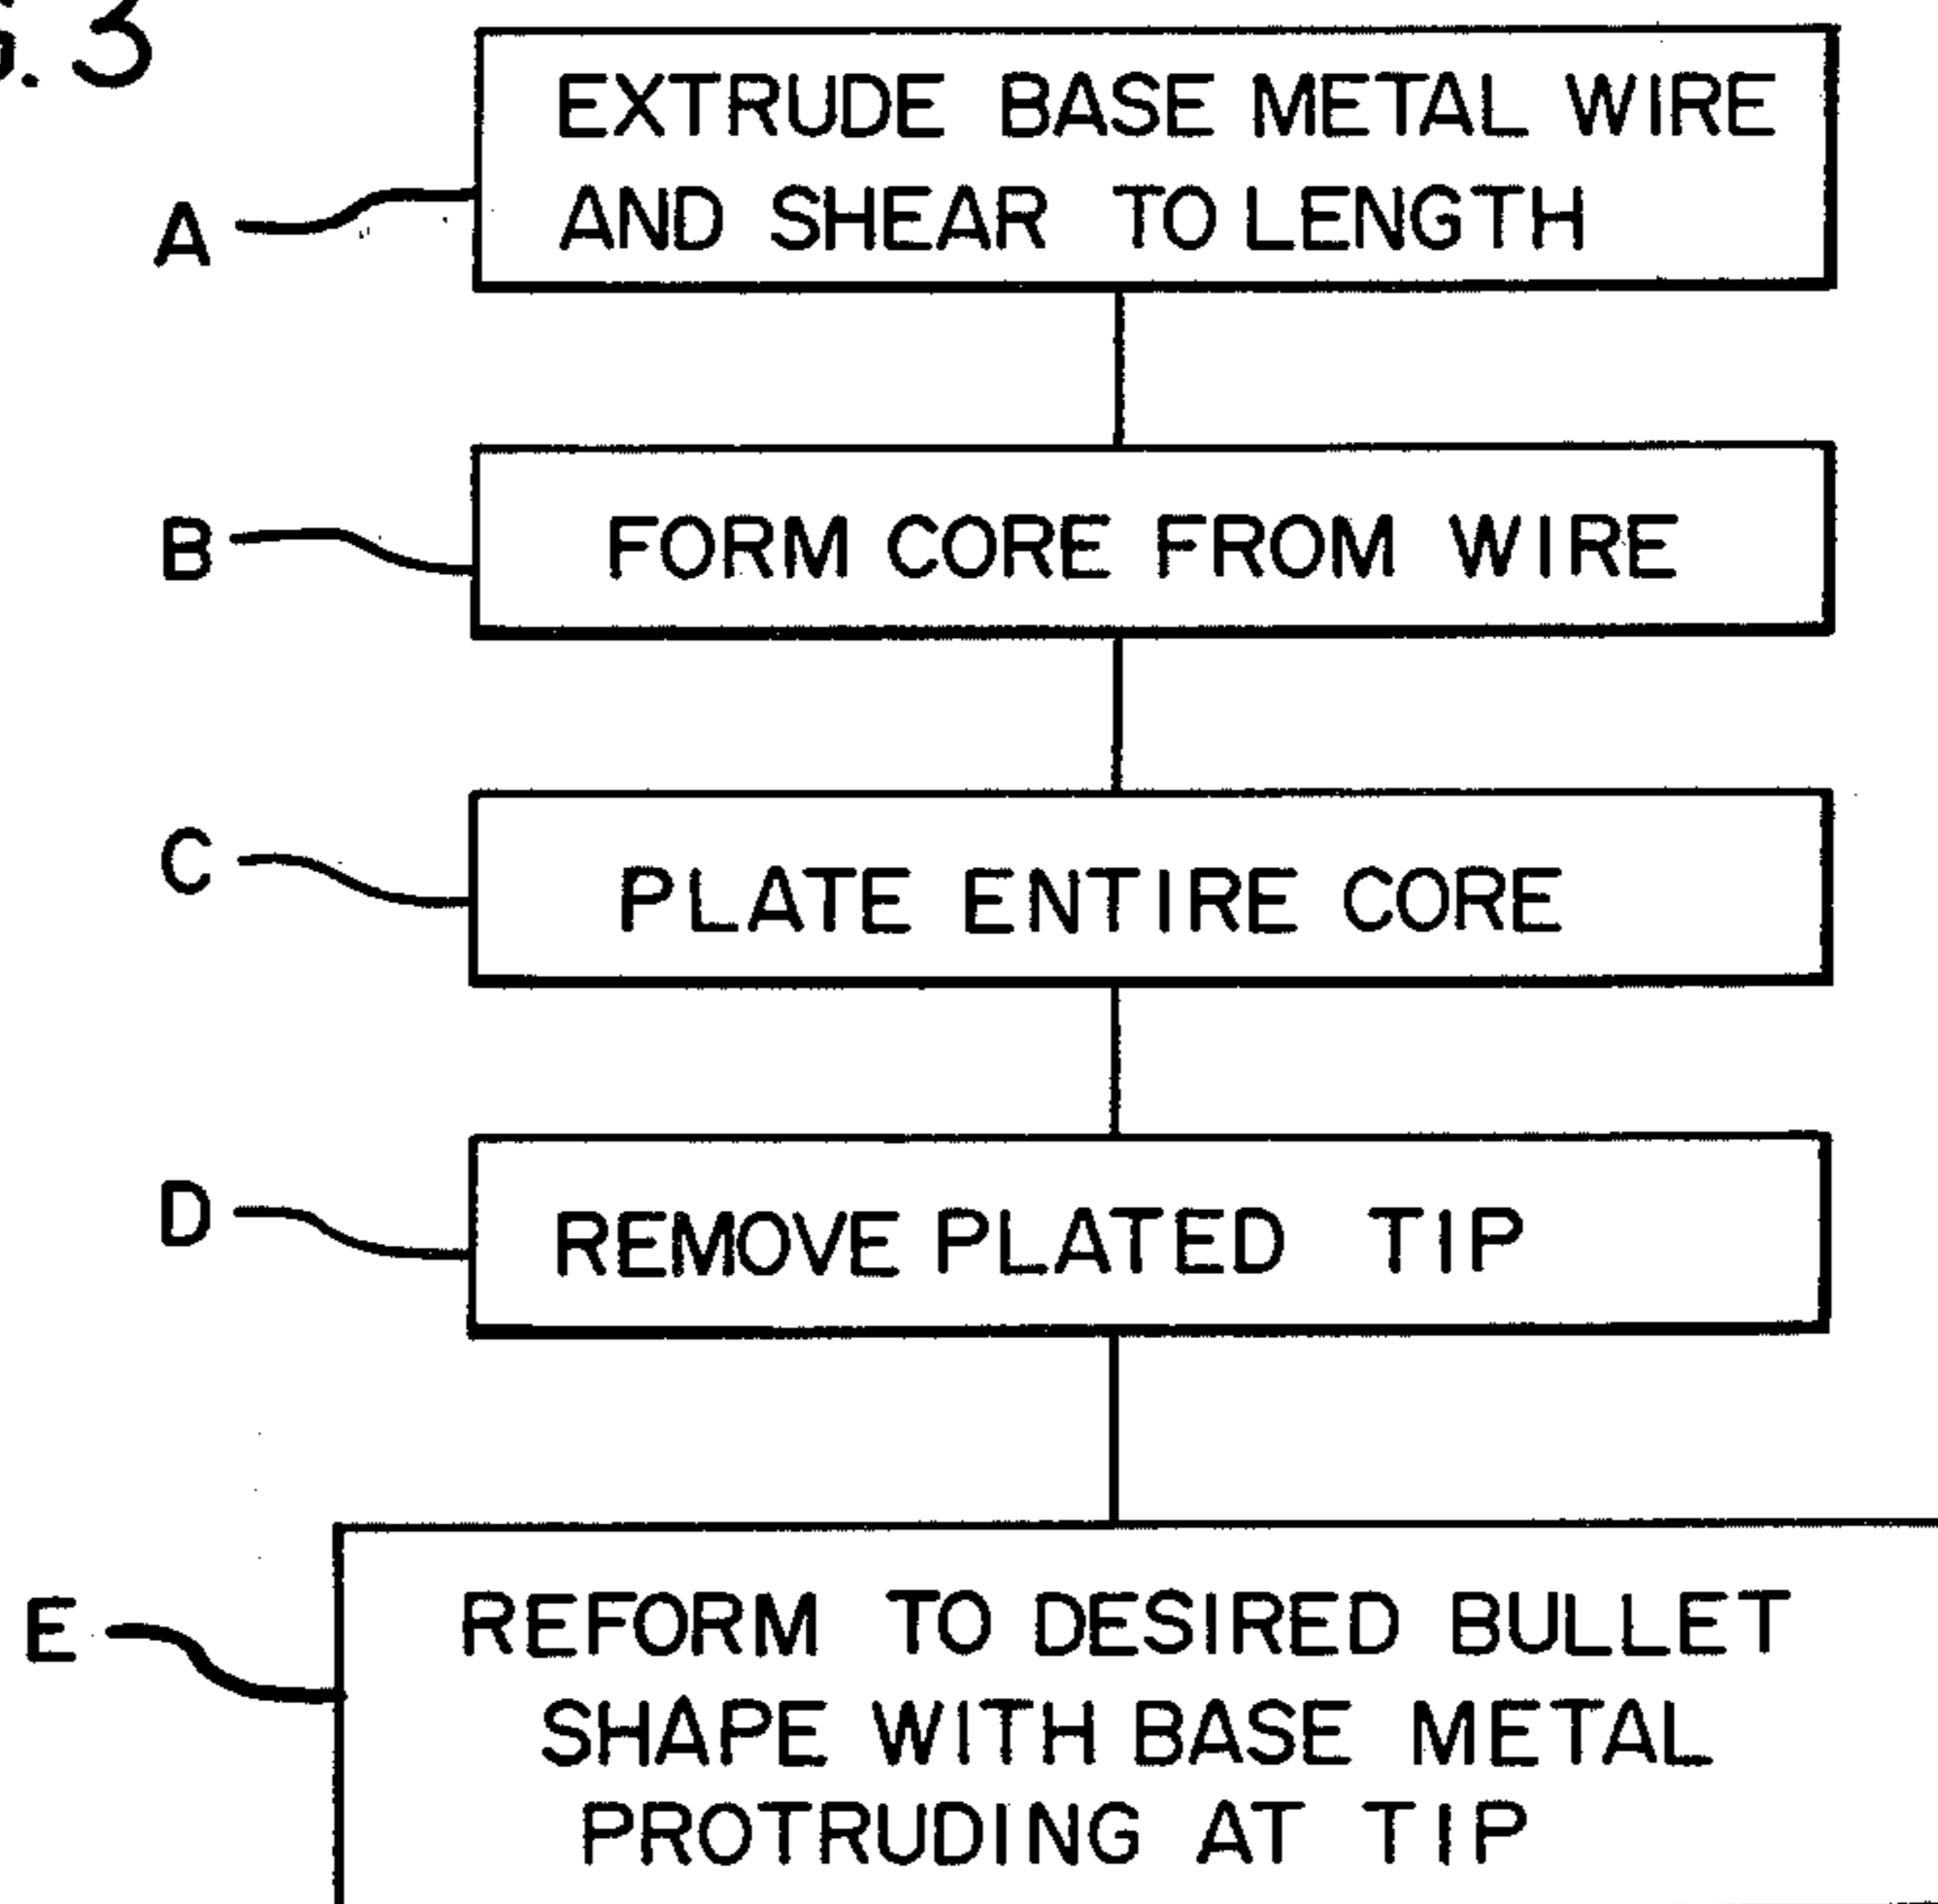 G. 3
EXTRUDE BASE METAL WIRE
AND SHEAR TO LENGTH
A
B
FORM CORE FROM WIRE
C
PLATE ENTIRE CORE
D
REMOVE PLATED TIP
E
REFORM TO DESIRED BULLET
SHAPE WITH BASE METAL
PROTRUDING AT TIP